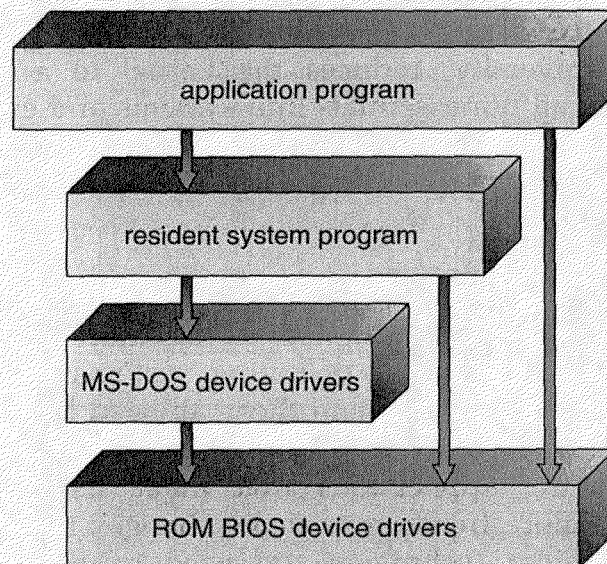 application program
resident system program
MS-DOS device drivers
ROM BIOS device drivers